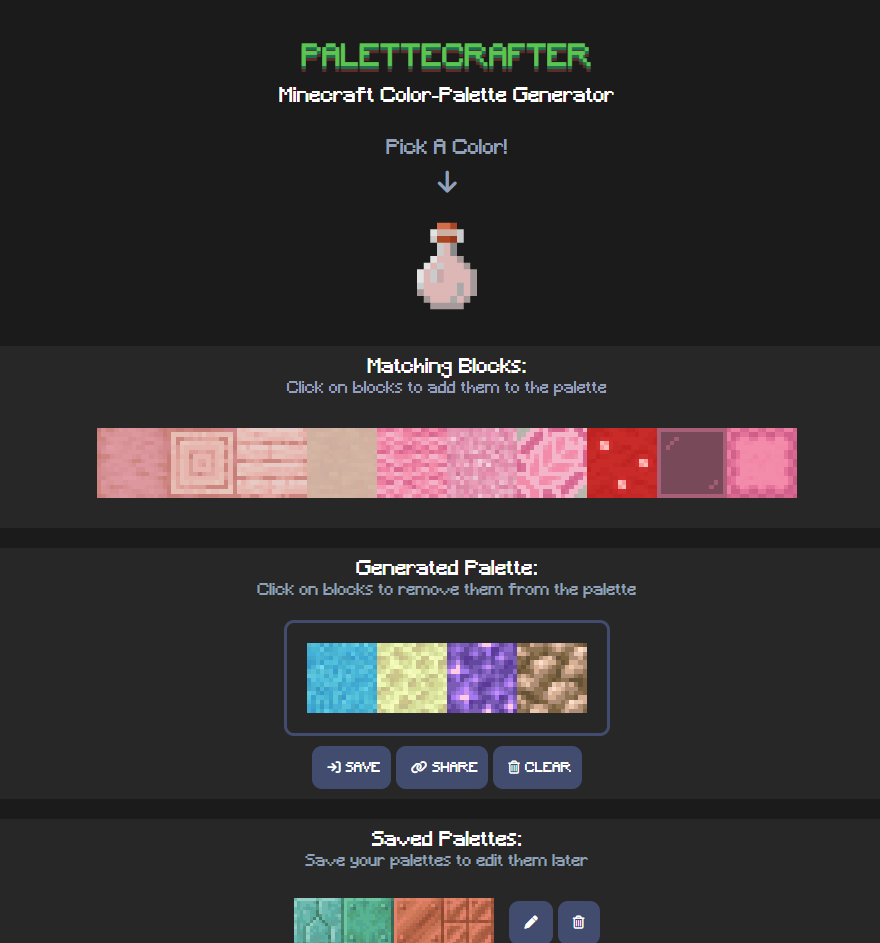 PALETTECRAFTER
Minecraft Color-Palette Generator
Pick A Color!
Matching Blocks:
Click on blocks to add them to the palette
Generated Palette:
Click on blocks to remove them from the palette
SAVE
SHARE
CLEAR
Saved Palettes:
Save your palettes to edit them later